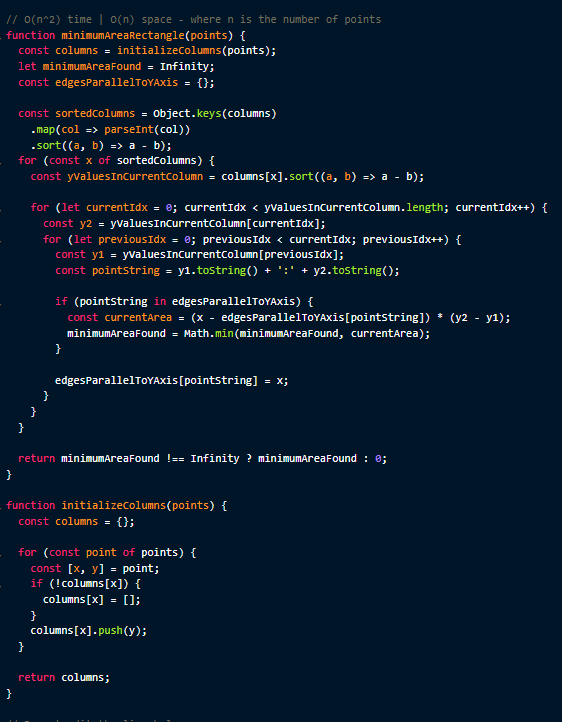 // O(n^2) time | O(n) space - where n is the number of points
function minimumAreaRectangle(points) {
  const columns = initializeColumns(points);
  let minimumAreaFound = Infinity;
  const edgesParallelToYAxis = {};

  const sortedColumns = Object.keys(columns)
    .map(col => parseInt(col))
    .sort((a, b) => a - b);
  for (const x of sortedColumns) {
    const yValuesInCurrentColumn = columns[x].sort((a, b) => a - b);

    for (let currentIdx = 0; currentIdx < yValuesInCurrentColumn.length; currentIdx++) {
      const y2 = yValuesInCurrentColumn[currentIdx];
      for (let previousIdx = 0; previousIdx < currentIdx; previousIdx++) {
        const y1 = yValuesInCurrentColumn[previousIdx];
        const pointString = y1.toString() + ':' + y2.toString();

        if (pointString in edgesParallelToYAxis) {
          const currentArea = (x - edgesParallelToYAxis[pointString]) * (y2 - y1);
          minimumAreaFound = Math.min(minimumAreaFound, currentArea);
        }

        edgesParallelToYAxis[pointString] = x;
      }
    }
  }

  return minimumAreaFound !== Infinity ? minimumAreaFound : 0;
}

function initializeColumns(points) {
  const columns = {};

  for (const point of points) {
    const [x, y] = point;
    if (!columns[x]) {
      columns[x] = [];
    }
    columns[x].push(y);
  }

  return columns;
}